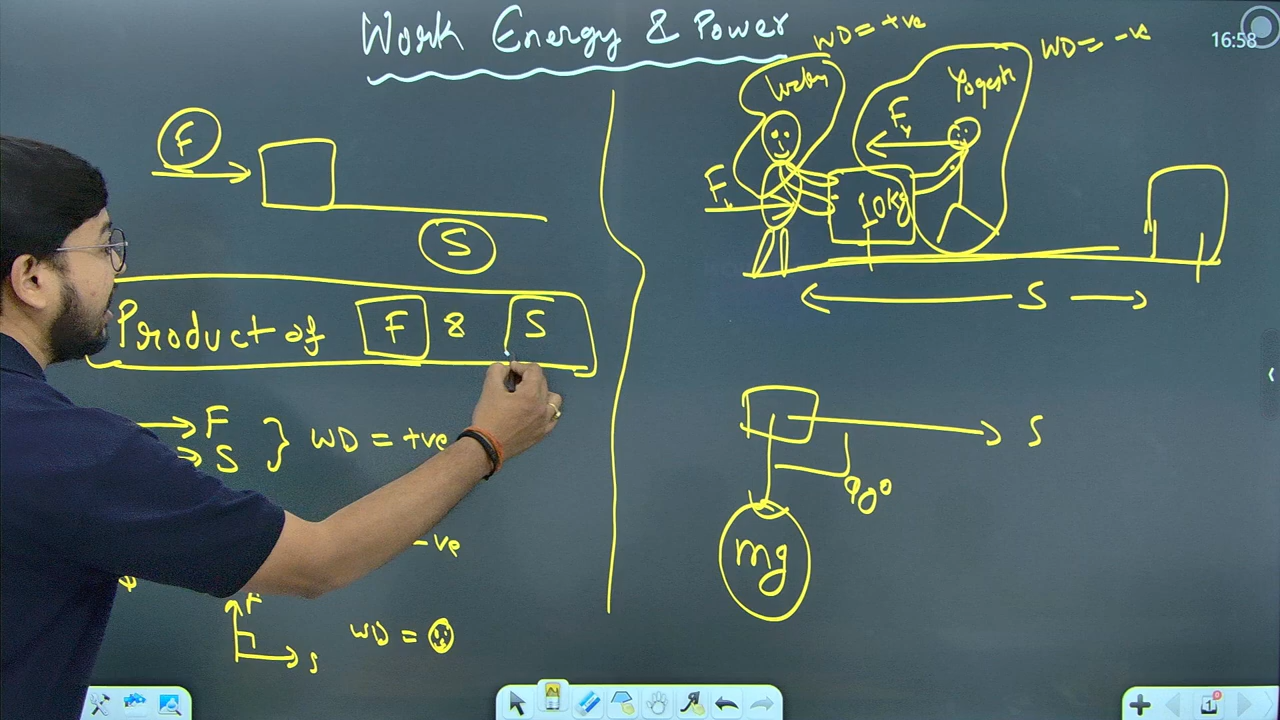 Work Energy & Power
16:58
WD = +ve
WD = -ve
Yogesh
F
F
F
10kg
S
S
Product of F & S
F
S
WD = +ve
S
90°
-ve
mg
F
WD = 0
S
1